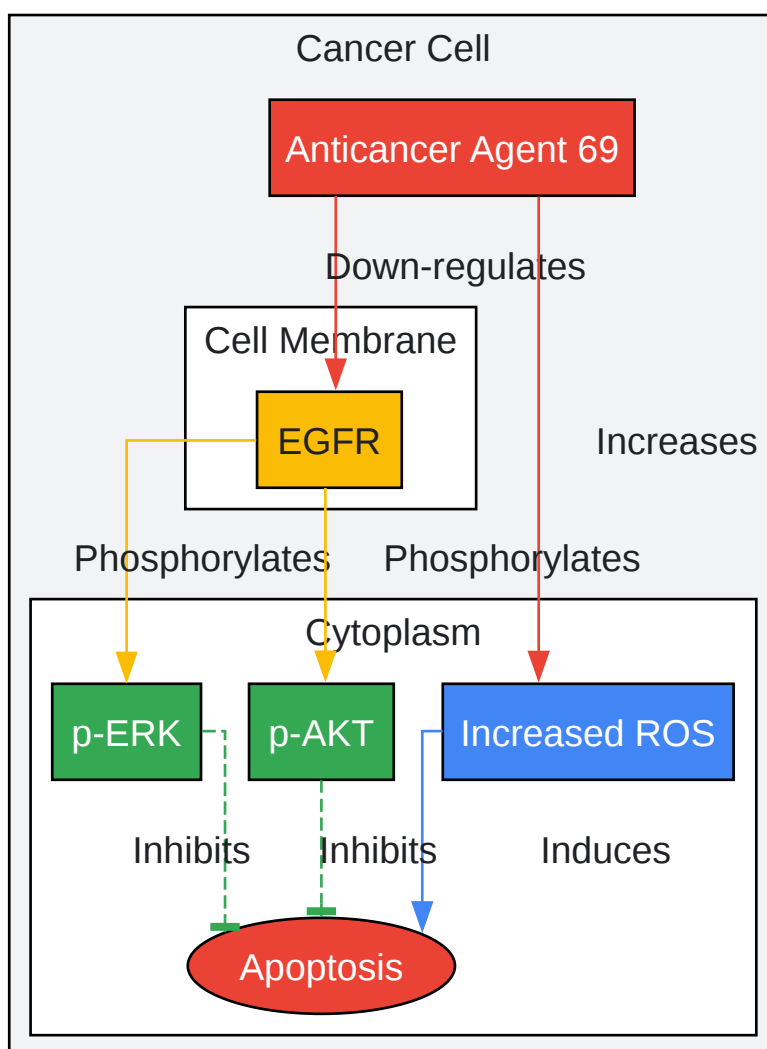 Cancer Cell
Anticancer Agent 69
Down-regulates
Cell Membrane
EGFR
Increases
Phosphorylates
Phosphorylates
Cytoplasm
p-ERK
p-AKT
Increased ROS
Inhibits
Inhibits
Induces
Apoptosis